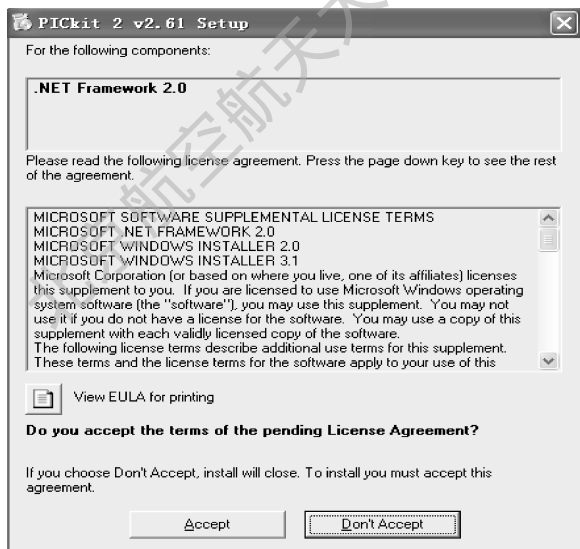 PICkit 2 v2.61 Setup
For the following components:
.NET Framework 2.0
Please read the following license agreement. Press the page down key to see the rest
of the agreement.
MICROSOFT SOFTWARE SUPPLEMENTAL LICENSE TERMS
MICROSOFT .NET FRAMEWORK 2.0
MICROSOFT WINDOWS INSTALLER 2.0
MICROSOFT WINDOWS INSTALLER 3.1
Microsoft Corporation (or based on where you live, one of its affiliates) licenses
this supplement to you. If you are licensed to use Microsoft Windows operating
system software (the "software"), you may use this supplement. You may not
use it if you do not have a license for the software. You may use a copy of this
supplement with each validly licensed copy of the software.
The following license terms describe additional use terms for this supplement.
These terms and the license terms for the software apply to your use of this
View EULA for printing
Do you accept the terms of the pending License Agreement?
If you choose Don't Accept, install will close. To install you must accept this
agreement.
Accept
Don't Accept